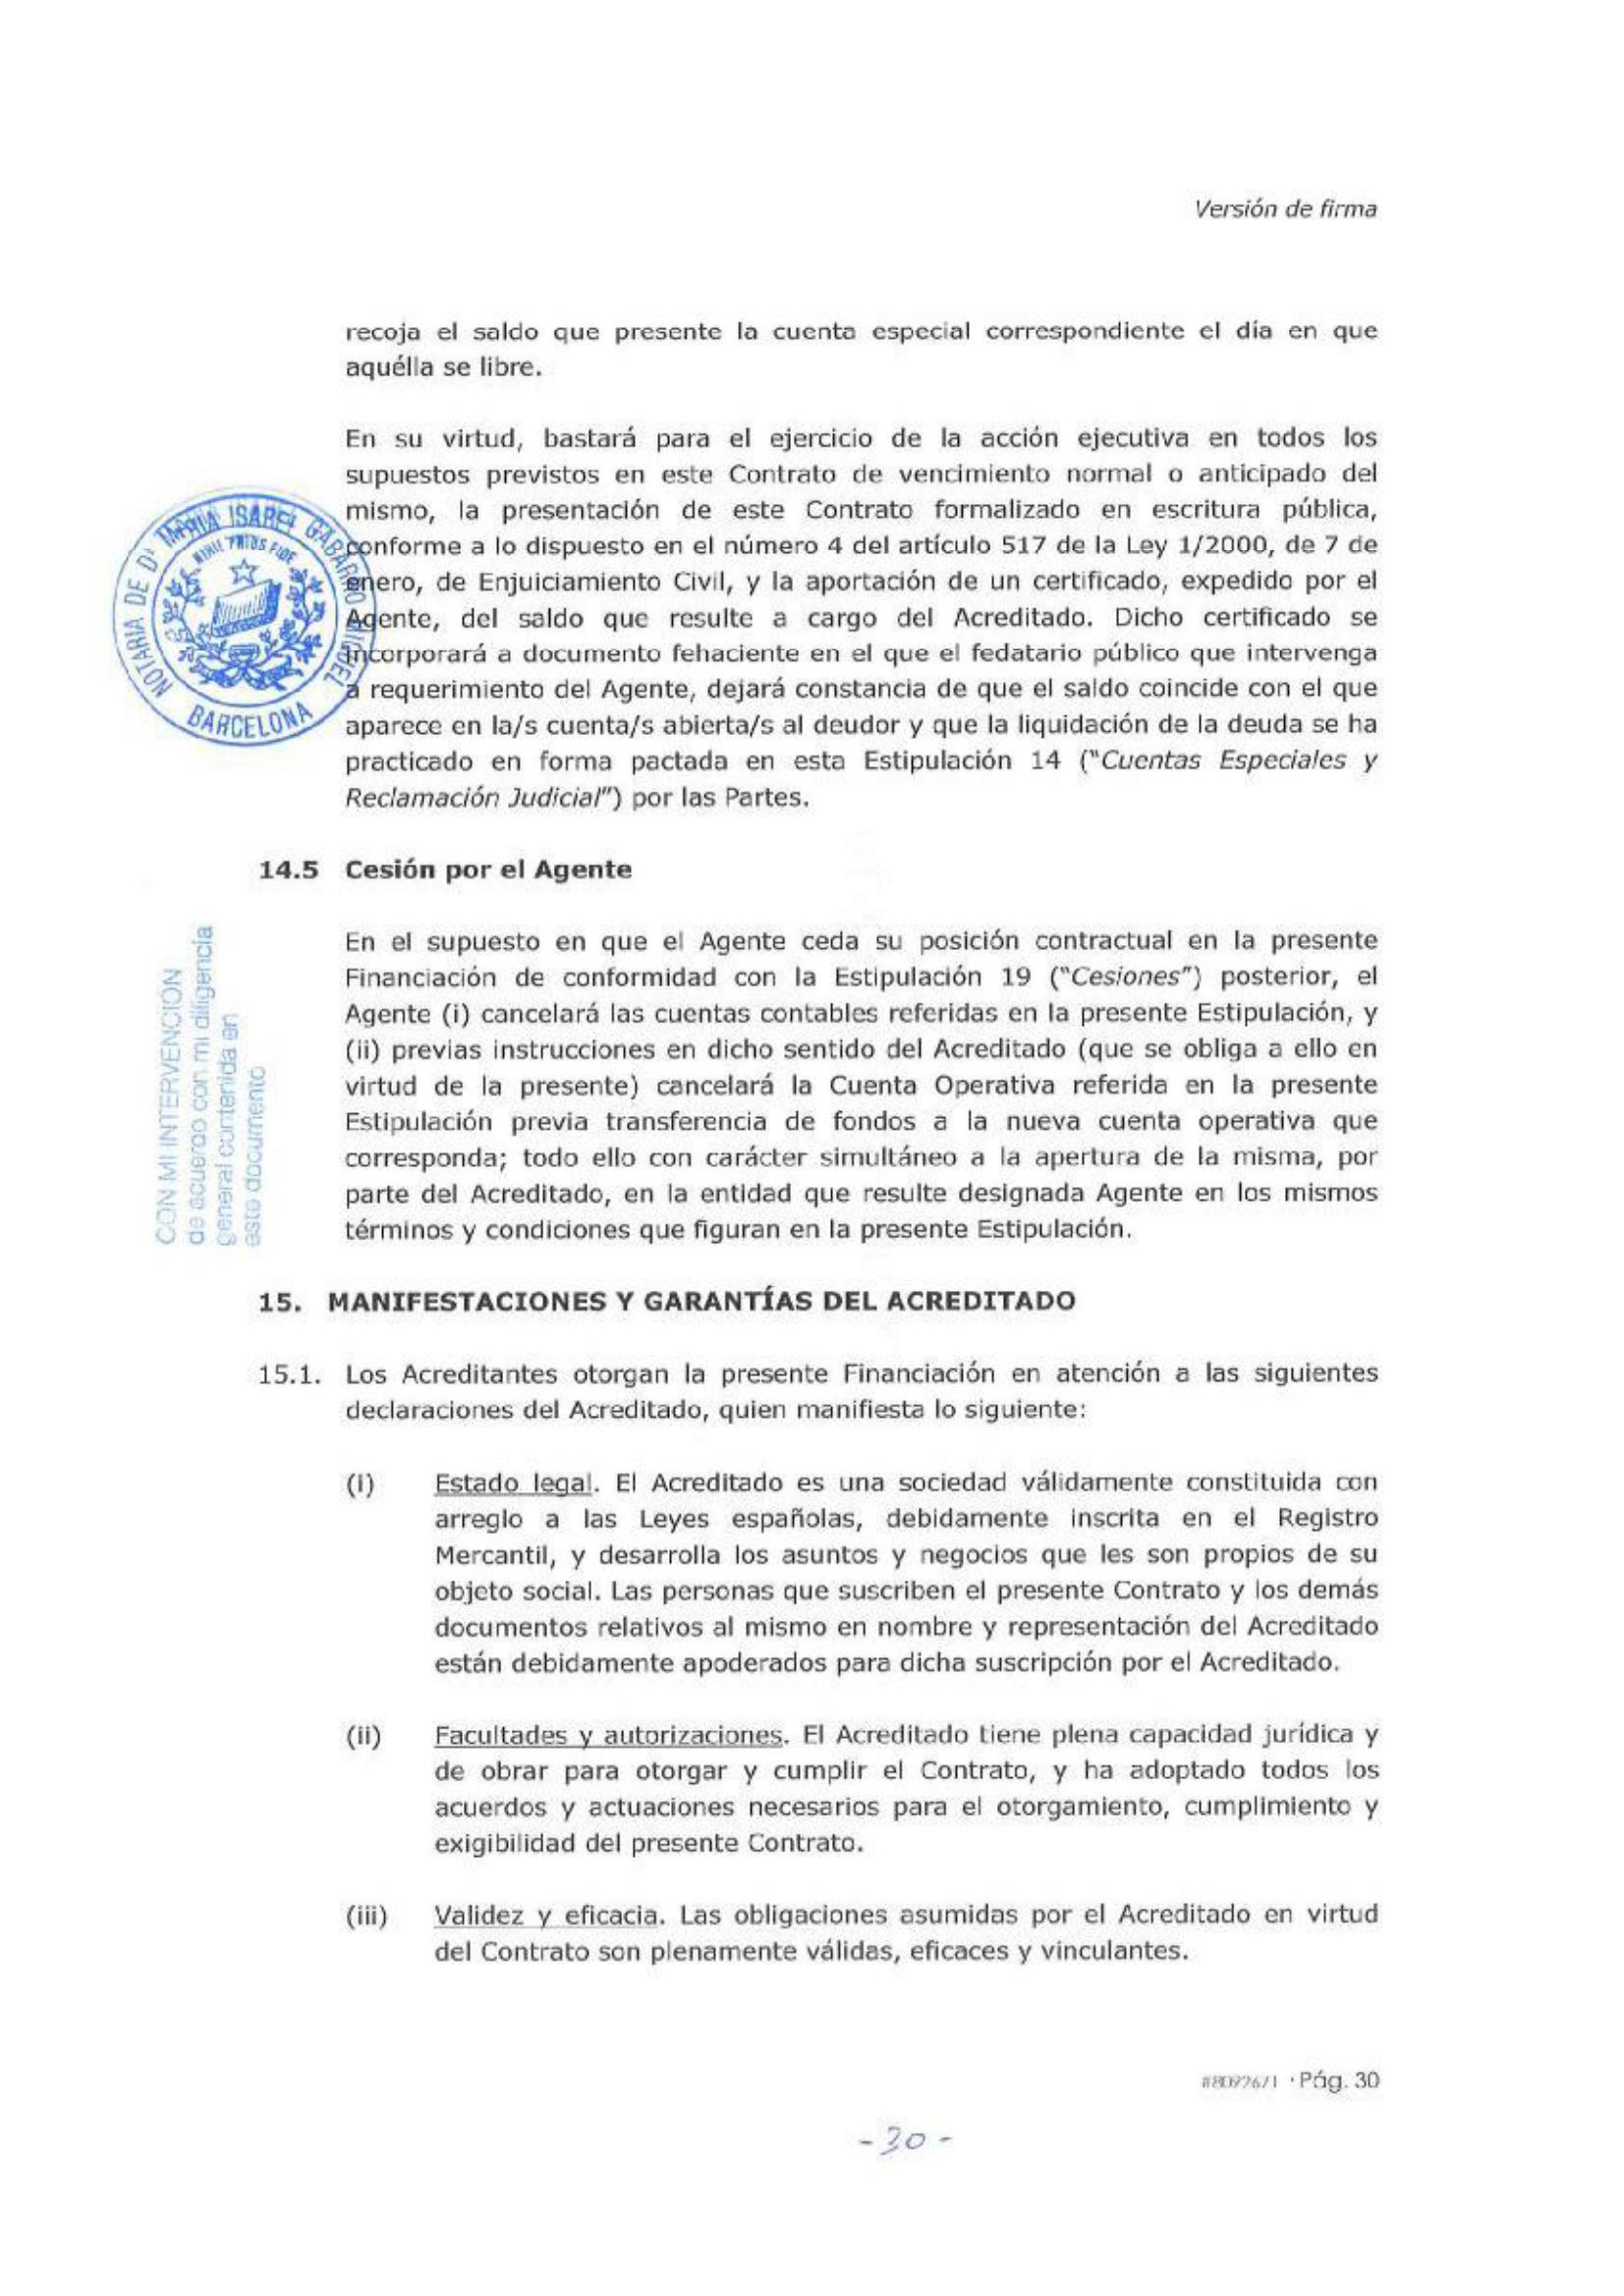 Versión de firma
recoja el saldo que presente la cuenta especial correspondiente el día en que
aquélla se libre.
En su virtud, bastará para el ejercicio de la acción ejecutiva en todos los
supuestos previstos en este Contrato de vencimiento normal o anticipado del
mismo, la presentación de este Contrato formalizado en escritura pública,
conforme a lo dispuesto en el número 4 del artículo 517 de la Ley 1/2000, de 7 de
enero, de Enjuiciamiento Civil, y la aportación de un certificado, expedido por el
Agente, del saldo que resulte a cargo del Acreditado. Dicho certificado se
incorporará a documento fehaciente en el que el fedatario público que intervenga
a requerimiento del Agente, dejará constancia de que el saldo coincide con el que
aparece en la/s cuenta/s abierta/s al deudor y que la liquidación de la deuda se ha
practicado en forma pactada en esta Estipulación 14 ("Cuentas Especiales y
Reclamación Judicial") por las Partes.
NOTARIA DE Dª MARIA ISABEL GABARRO MIGUEL
NIHIL PRIUS FIDE
BARCELONA
14.5 Cesión por el Agente
En el supuesto en que el Agente ceda su posición contractual en la presente
Financiación de conformidad con la Estipulación 19 ("Cesiones") posterior, el
Agente (i) cancelará las cuentas contables referidas en la presente Estipulación, y
(ii) previas instrucciones en dicho sentido del Acreditado (que se obliga a ello en
virtud de la presente) cancelará la Cuenta Operativa referida en la presente
Estipulación previa transferencia de fondos a la nueva cuenta operativa que
corresponda; todo ello con carácter simultáneo a la apertura de la misma, por
parte del Acreditado, en la entidad que resulte designada Agente en los mismos
términos y condiciones que figuran en la presente Estipulación.
CON MI INTERVENCION
de acuerdo con mi diligencia
general contenida en
este documento
15. MANIFESTACIONES Y GARANTÍAS DEL ACREDITADO
15.1. Los Acreditantes otorgan la presente Financiación en atención a las siguientes
declaraciones del Acreditado, quien manifiesta lo siguiente:
(i) Estado legal. El Acreditado es una sociedad válidamente constituida con
arreglo a las Leyes españolas, debidamente inscrita en el Registro
Mercantil, y desarrolla los asuntos y negocios que les son propios de su
objeto social. Las personas que suscriben el presente Contrato y los demás
documentos relativos al mismo en nombre y representación del Acreditado
están debidamente apoderados para dicha suscripción por el Acreditado.
(ii) Facultades y autorizaciones. El Acreditado tiene plena capacidad jurídica y
de obrar para otorgar y cumplir el Contrato, y ha adoptado todos los
acuerdos y actuaciones necesarios para el otorgamiento, cumplimiento y
exigibilidad del presente Contrato.
(iii) Validez y eficacia. Las obligaciones asumidas por el Acreditado en virtud
del Contrato son plenamente válidas, eficaces y vinculantes.
· Pág. 30
- 30 -